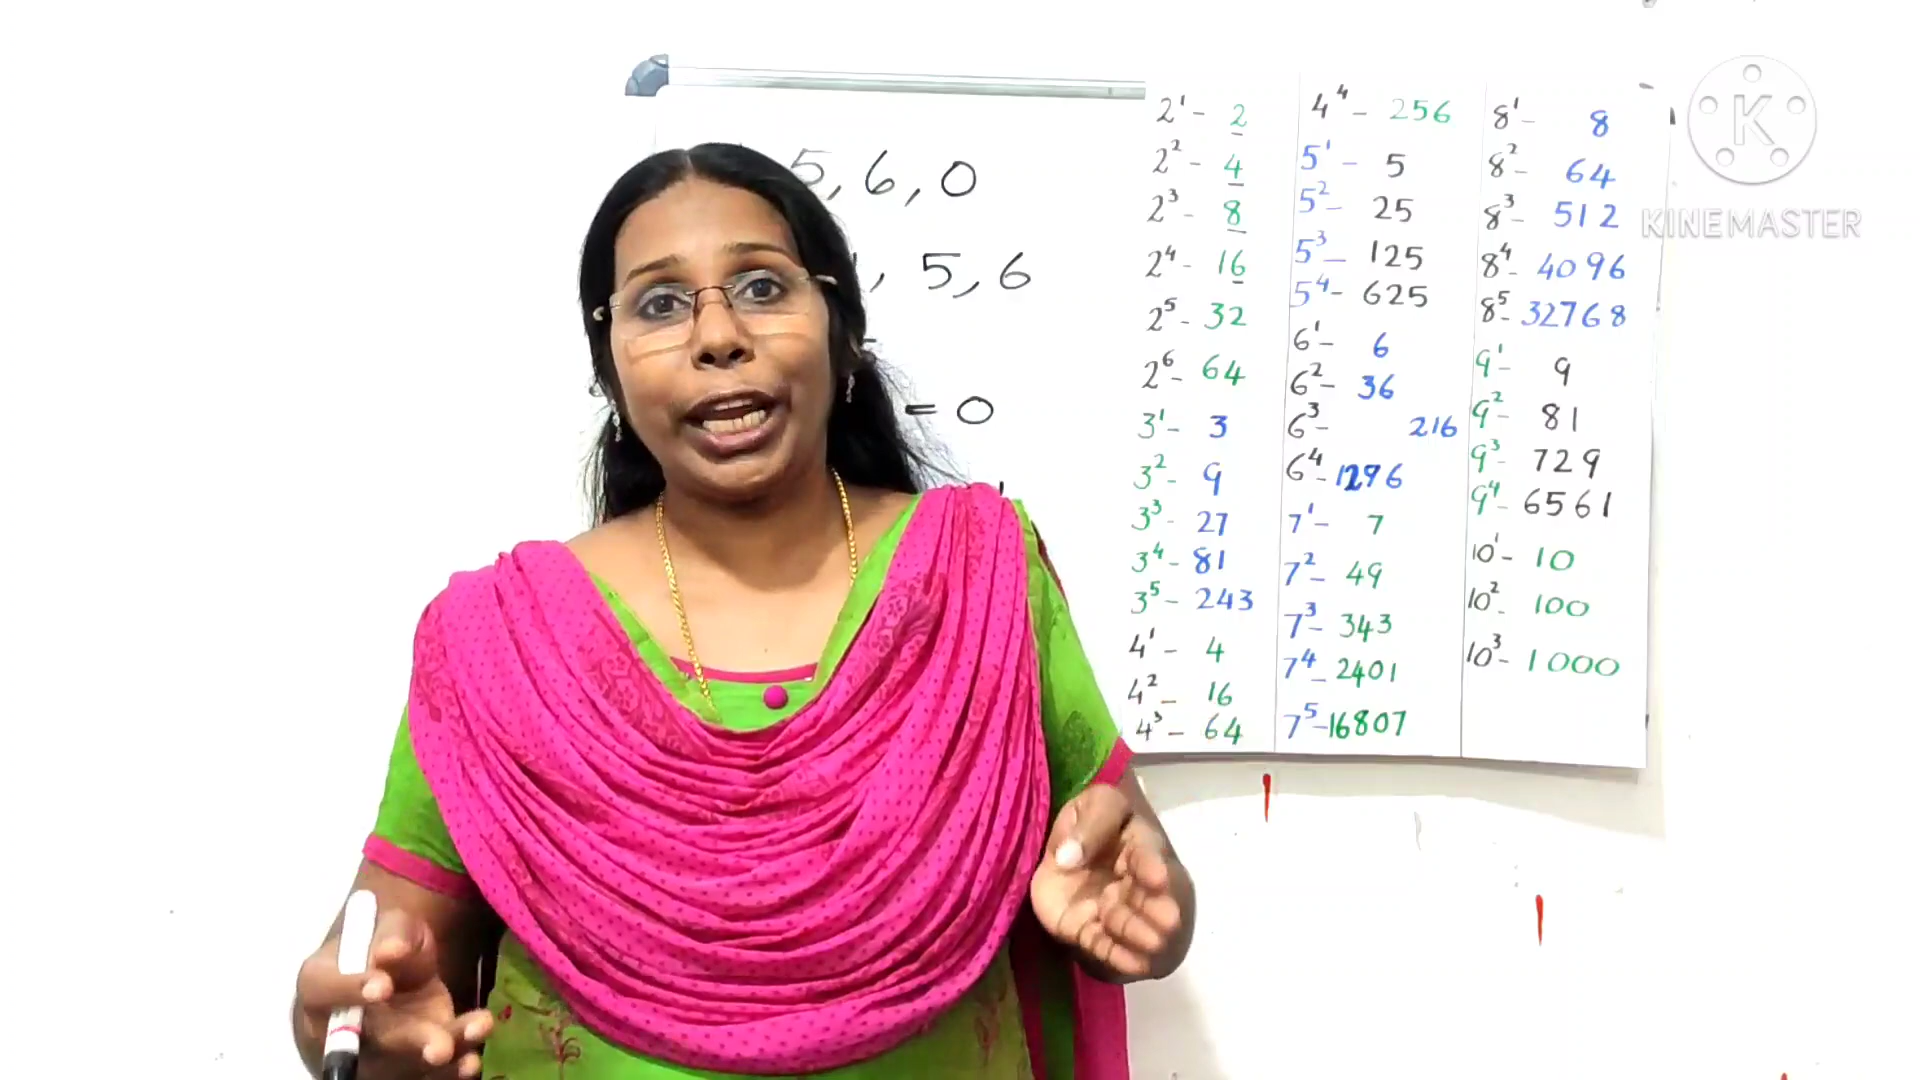 5, 6, 0
, 5, 6
= 0
2¹ - 2
2² - 4
2³ - 8
2⁴ - 16
2⁵ - 32
2⁶ - 64
3¹ - 3
3² - 9
3³ - 27
3⁴ - 81
3⁵ - 243
4¹ - 4
4² - 16
4³ - 64
4⁴ - 256
5¹ - 5
5² - 25
5³ - 125
5⁴ - 625
6¹ - 6
6² - 36
6³ - 216
6⁴ - 1296
7¹ - 7
7² - 49
7³ - 343
7⁴ - 2401
7⁵ - 16807
8¹ - 8
8² - 64
8³ - 512
8⁴ - 4096
8⁵ - 32768
9¹ - 9
9² - 81
9³ - 729
9⁴ - 6561
10¹ - 10
10² - 100
10³ - 1000
K
KINEMASTER